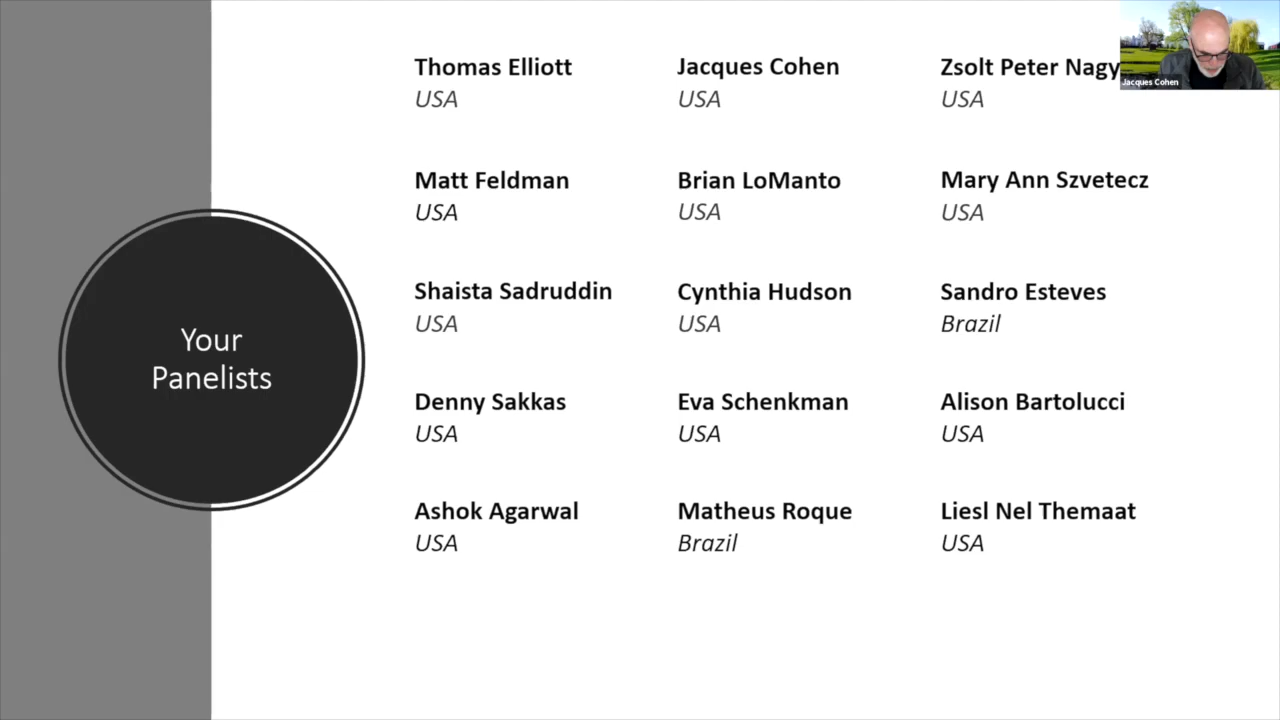 Your
Panelists
Thomas Elliott
USA
Jacques Cohen
USA
Zsolt Peter Nagy
USA
Matt Feldman
USA
Brian LoManto
USA
Mary Ann Szvetecz
USA
Shaista Sadruddin
USA
Cynthia Hudson
USA
Sandro Esteves
Brazil
Denny Sakkas
USA
Eva Schenkman
USA
Alison Bartolucci
USA
Ashok Agarwal
USA
Matheus Roque
Brazil
Liesl Nel Themaat
USA
Jacques Cohen